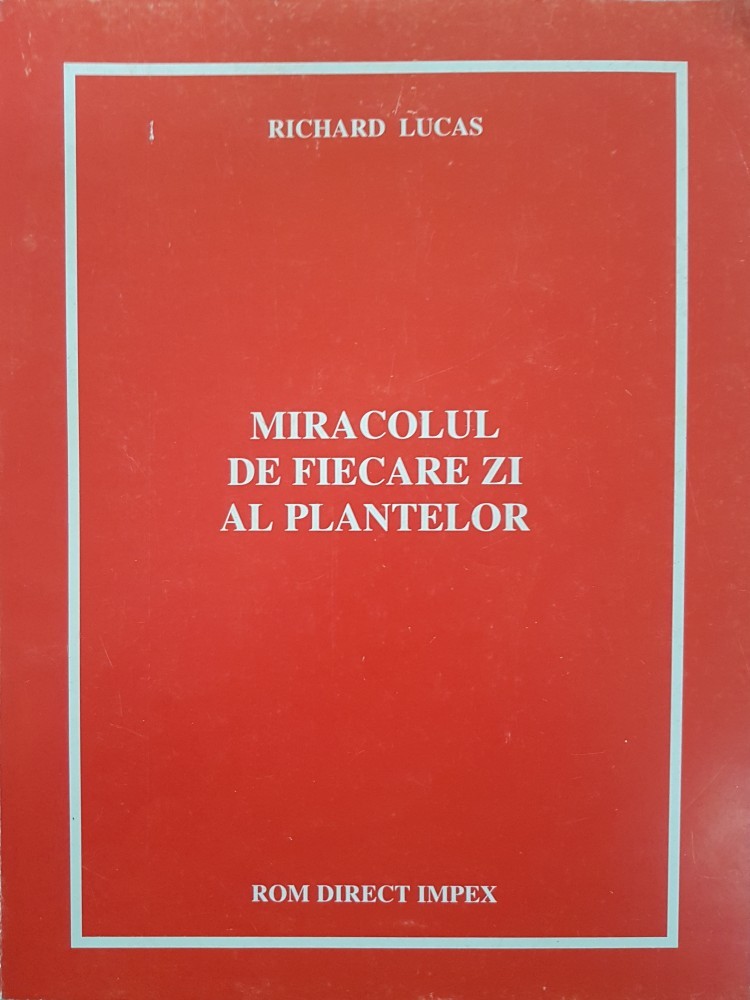 RICHARD LUCAS
MIRACOLUL
DE FIECARE ZI
AL PLANTELOR
ROM DIRECT IMPEX